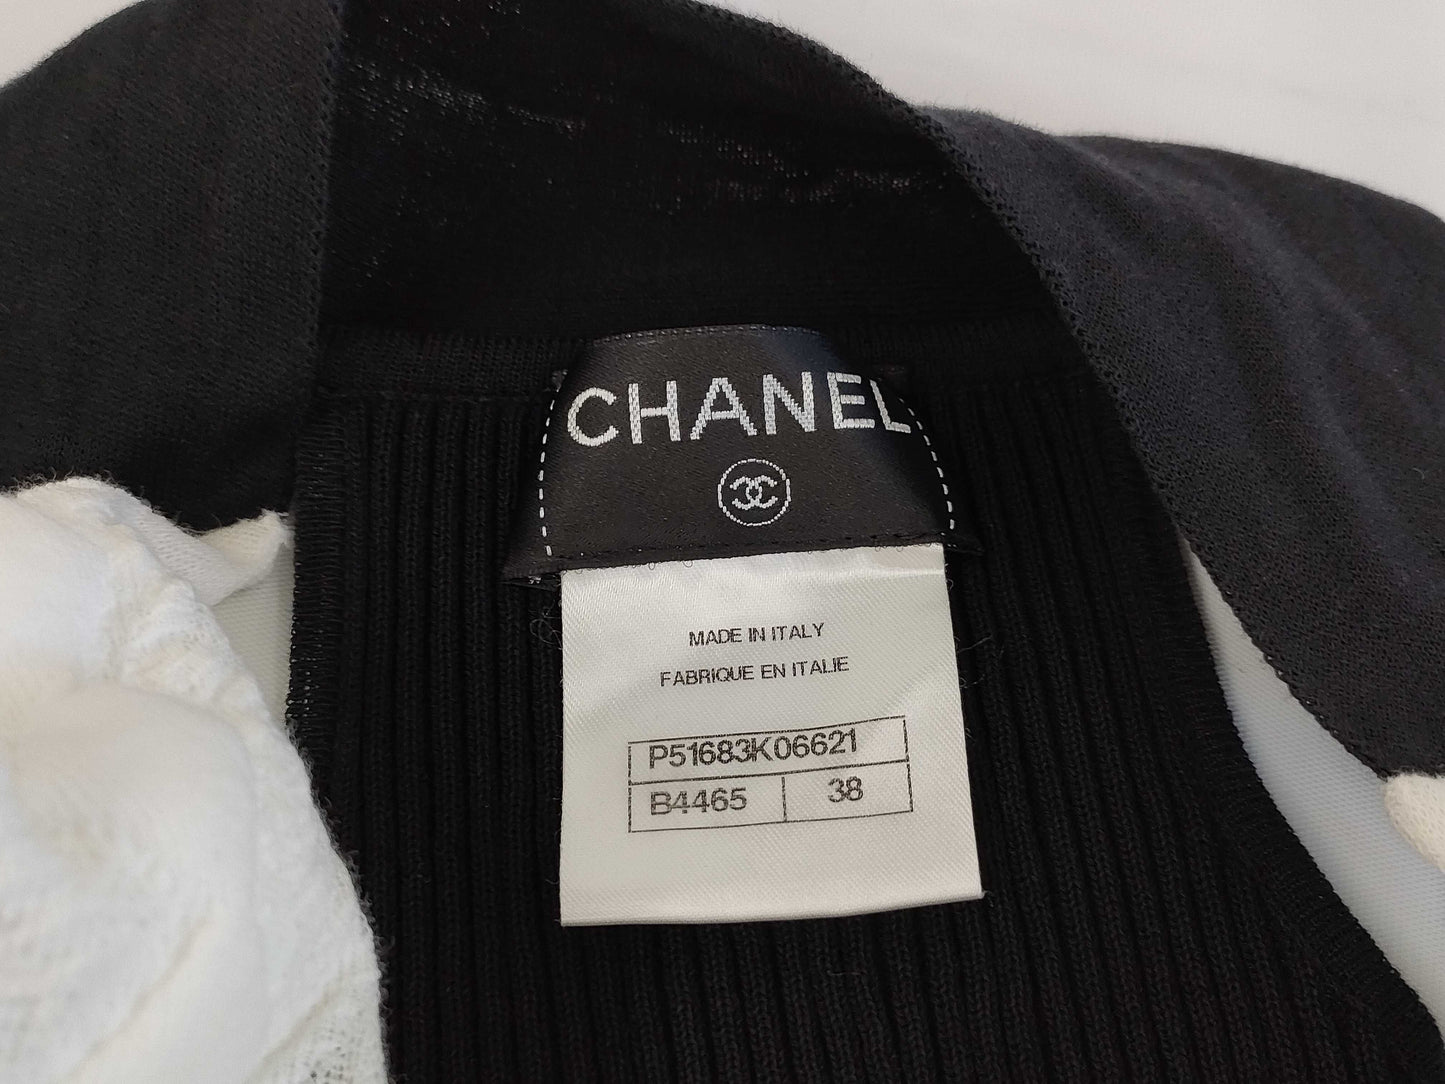 CHANEL
MADE IN ITALY
FABRIQUE EN ITALIE
P51683K06621
B4465 38